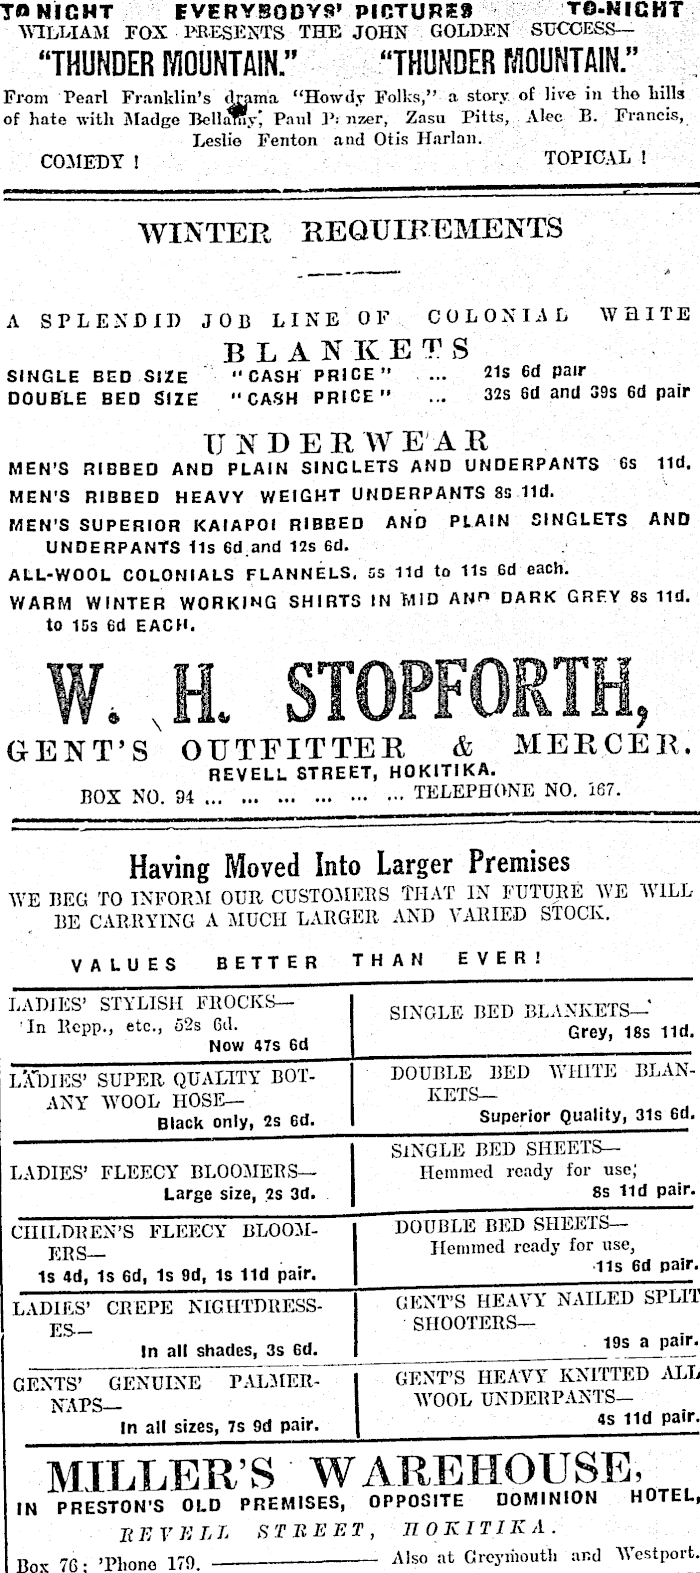 TO NIGHT EVERYBODYS' PICTURES TO-NIGHT
WILLIAM FOX PRESENTS THE JOHN GOLDEN SUCCESS—
"THUNDER MOUNTAIN." "THUNDER MOUNTAIN."
From Pearl Franklin's drama "Howdy Folks," a story of live in the hills
of hate with Madge Bellamy, Paul Panzer, Zasu Pitts, Alec B. Francis,
Leslie Fenton and Otis Harlan.
COMEDY ! TOPICAL !
WINTER REQUIREMENTS
A SPLENDID JOB LINE OF COLONIAL WHITE
BLANKETS
SINGLE BED SIZE "CASH PRICE" ... 21s 6d pair
DOUBLE BED SIZE "CASH PRICE" ... 32s 6d and 39s 6d pair
UNDERWEAR
MEN'S RIBBED AND PLAIN SINGLETS AND UNDERPANTS 6s 11d.
MEN'S RIBBED HEAVY WEIGHT UNDERPANTS 8s 11d.
MEN'S SUPERIOR KAIAPOI RIBBED AND PLAIN SINGLETS AND
UNDERPANTS 11s 6d and 12s 6d.
ALL-WOOL COLONIALS FLANNELS, 5s 11d to 11s 6d each.
WARM WINTER WORKING SHIRTS IN MID AND DARK GREY 8s 11d.
to 15s 6d EACH.
W. H. STOPFORTH,
GENT'S OUTFITTER & MERCER.
REVELL STREET, HOKITIKA.
BOX NO. 94 ... ... ... ... ... ... TELEPHONE NO. 167.
Having Moved Into Larger Premises
WE BEG TO INFORM OUR CUSTOMERS THAT IN FUTURE WE WILL
BE CARRYING A MUCH LARGER AND VARIED STOCK.
VALUES BETTER THAN EVER!
LADIES' STYLISH FROCKS—
In Repp., etc., 52s 6d.
Now 47s 6d
LADIES' SUPER QUALITY BOT-
ANY WOOL HOSE—
Black only, 2s 6d.
LADIES' FLEECY BLOOMERS—
Large size, 2s 3d.
CHILDREN'S FLEECY BLOOM-
ERS—
1s 4d, 1s 6d, 1s 9d, 1s 11d pair.
LADIES' CREPE NIGHTDRESS-
ES—
In all shades, 3s 6d.
GENTS' GENUINE PALMER-
NAPS—
In all sizes, 7s 9d pair.
SINGLE BED BLANKETS—
Grey, 18s 11d.
DOUBLE BED WHITE BLAN-
KETS—
Superior Quality, 31s 6d.
SINGLE BED SHEETS—
Hemmed ready for use,
8s 11d pair.
DOUBLE BED SHEETS—
Hemmed ready for use,
11s 6d pair.
GENT'S HEAVY NAILED SPLIT
SHOOTERS—
19s a pair.
GENT'S HEAVY KNITTED ALL
WOOL UNDERPANTS—
4s 11d pair.
MILLER'S WAREHOUSE,
IN PRESTON'S OLD PREMISES, OPPOSITE DOMINION HOTEL,
REVELL STREET, HOKITIKA.
Box 76; 'Phone 179. ——— Also at Greymouth and Westport.